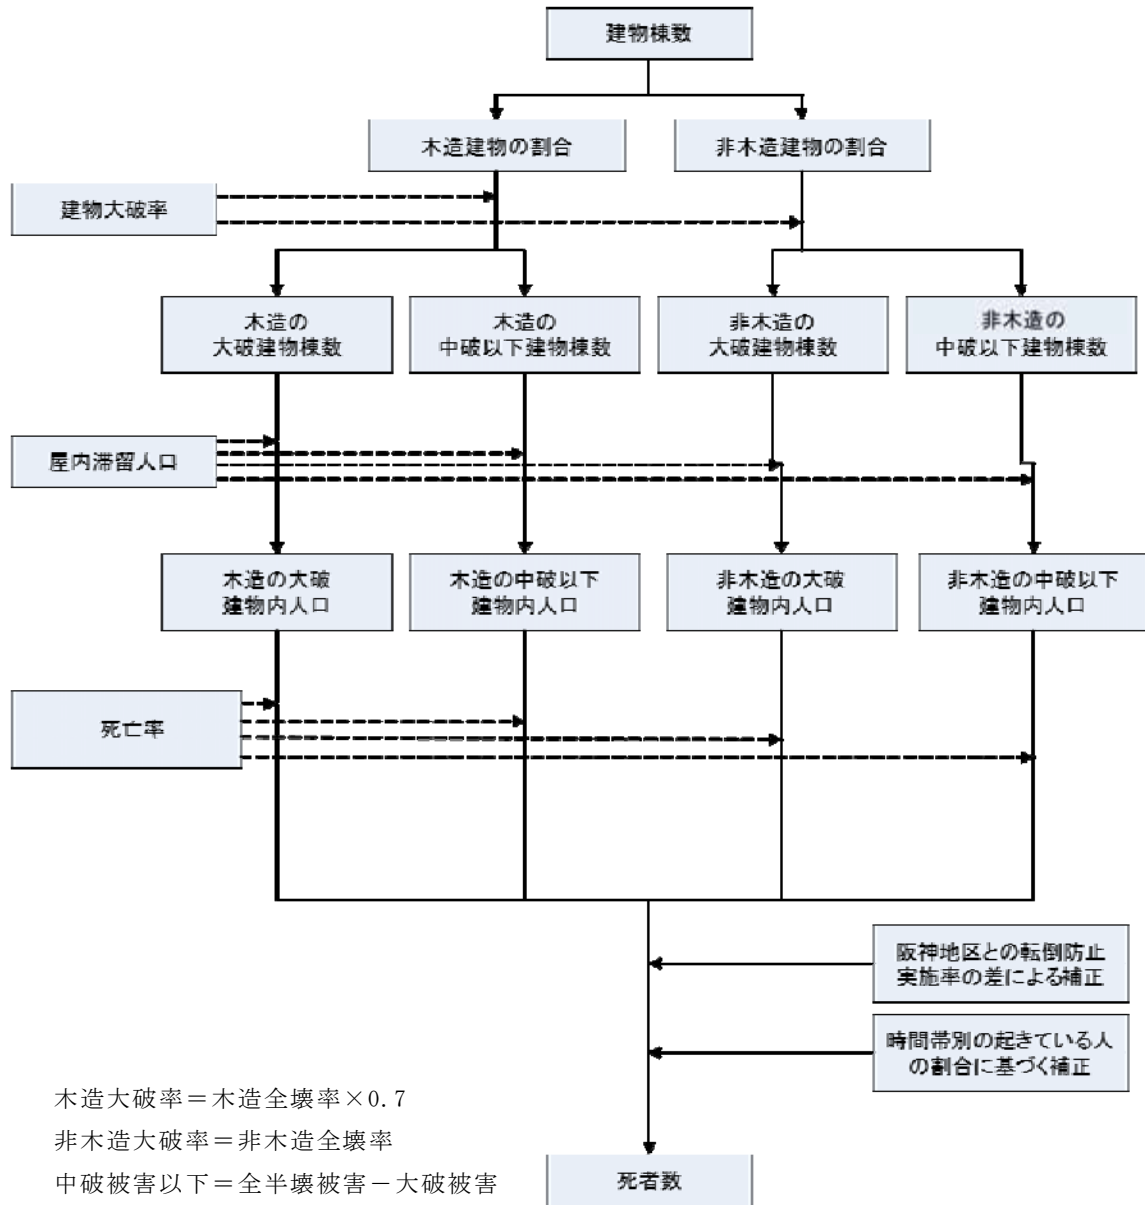 建物棟数
木造建物の割合
非木造建物の割合
建物大破率
木造の
大破建物棟数
木造の
中破以下建物棟数
非木造の
大破建物棟数
非木造の
中破以下建物棟数
屋内滞留人口
木造の大破
建物内人口
木造の中破以下
建物内人口
非木造の大破
建物内人口
非木造の中破以下
建物内人口
死亡率
阪神地区との転倒防止
実施率の差による補正
時間帯別の起きている人
の割合に基づく補正
木造大破率＝木造全壊率×0.7
非木造大破率＝非木造全壊率
中破被害以下＝全半壊被害－大破被害
死者数